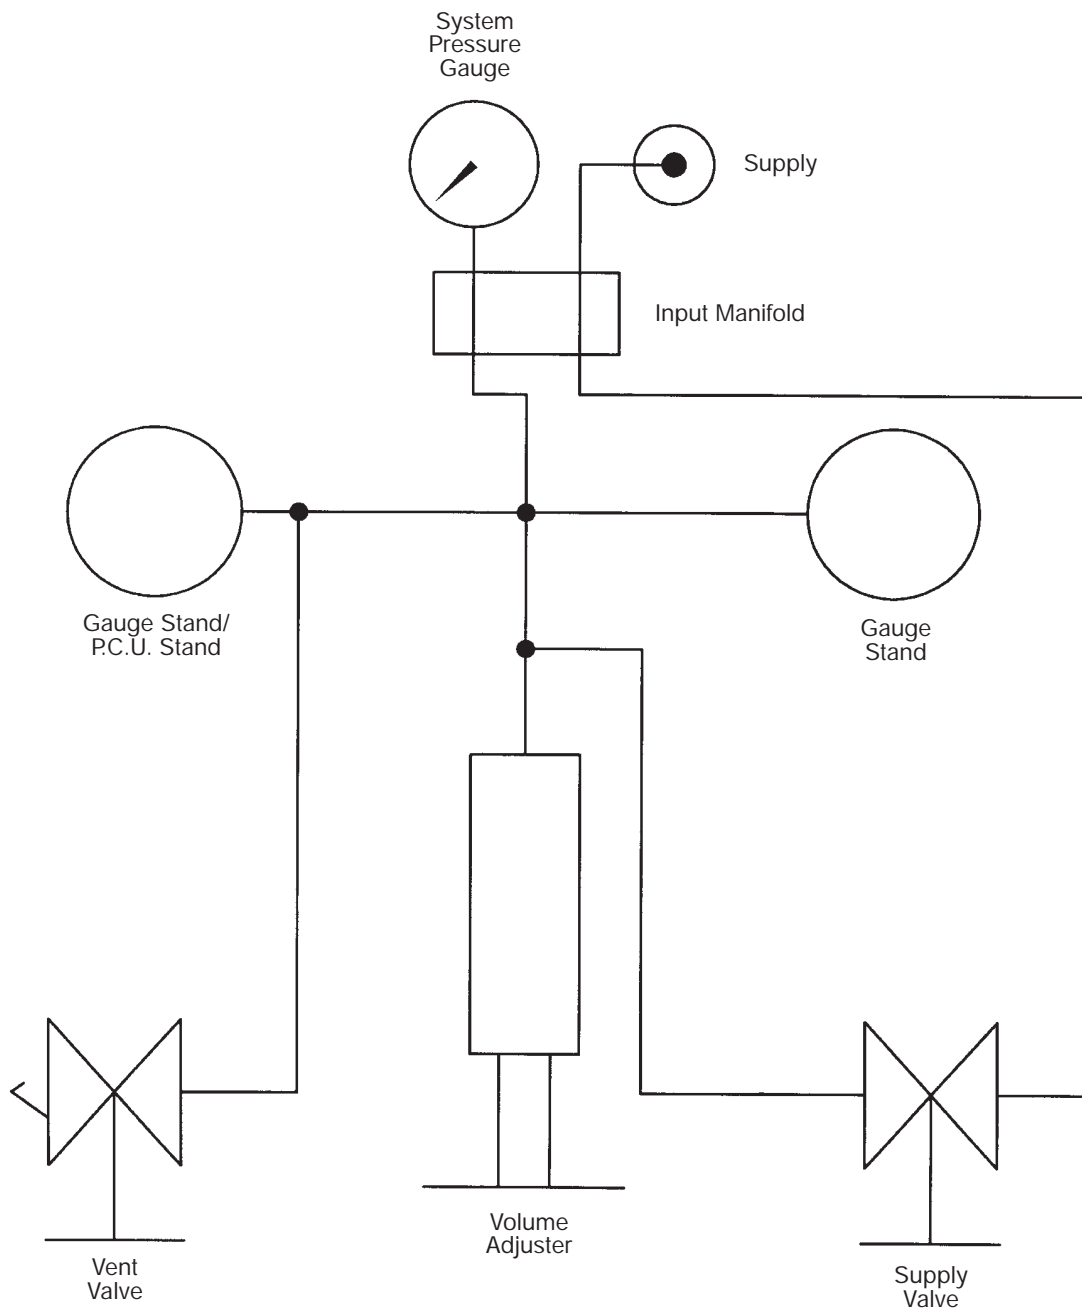 System
Pressure
Gauge
Supply
Input Manifold
Gauge Stand/
P.C.U. Stand
Gauge
Stand
Volume
Adjuster
Vent
Valve
Supply
Valve